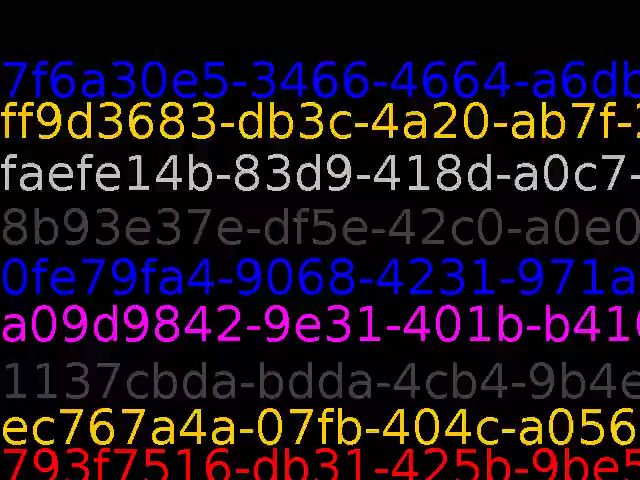 7f6a30e5-3466-4664-a6db
ff9d3683-db3c-4a20-ab7f-
faefe14b-83d9-418d-a0c7-
8b93e37e-df5e-42c0-a0e0
0fe79fa4-9068-4231-971a
a09d9842-9e31-401b-b410
1137cbda-bdda-4cb4-9b4e
ec767a4a-07fb-404c-a056
793f7516-db31-425b-9be5